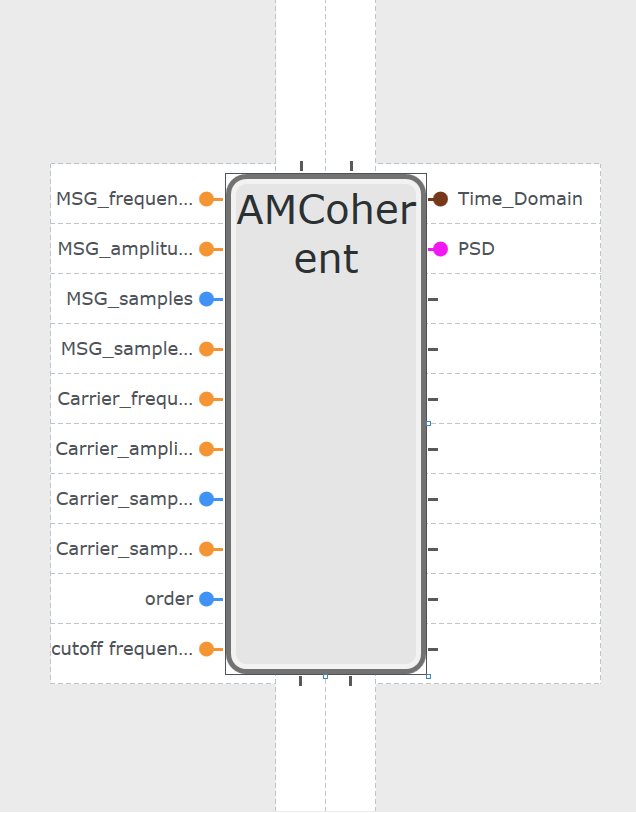 AMCoher
ent
MSG_frequen...
Time_Domain
MSG_amplitu...
PSD
MSG_samples
MSG_sample...
Carrier_frequ...
Carrier_ampli...
Carrier_samp...
Carrier_samp...
order
cutoff frequen...